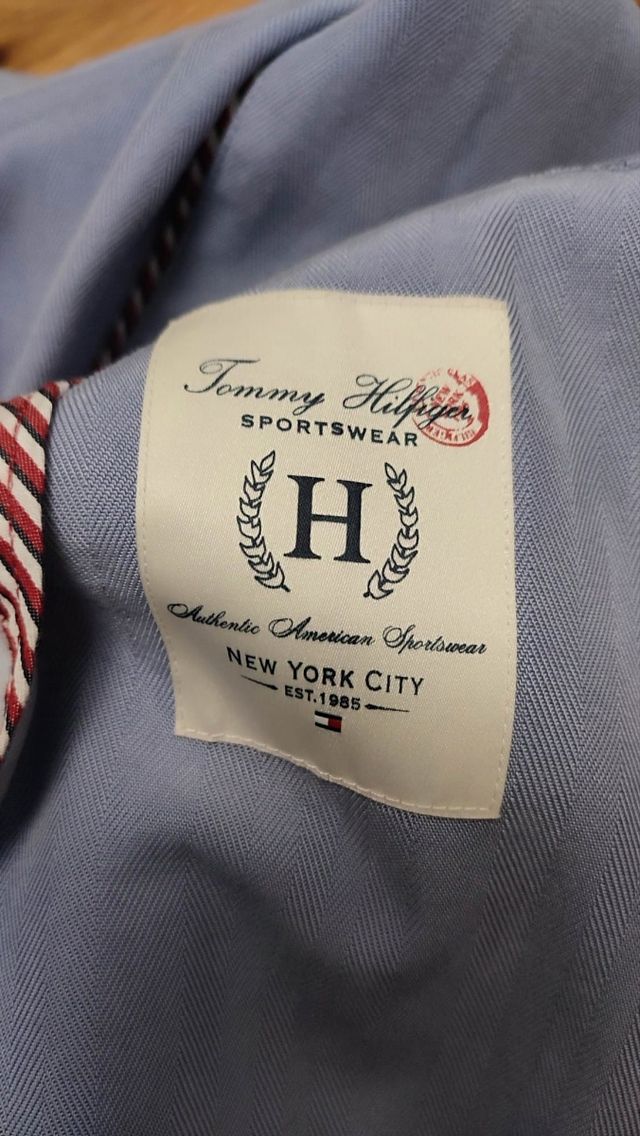 Tommy Hilfiger
SPORTSWEAR
H
Authentic American Sportswear
NEW YORK CITY
EST.1985